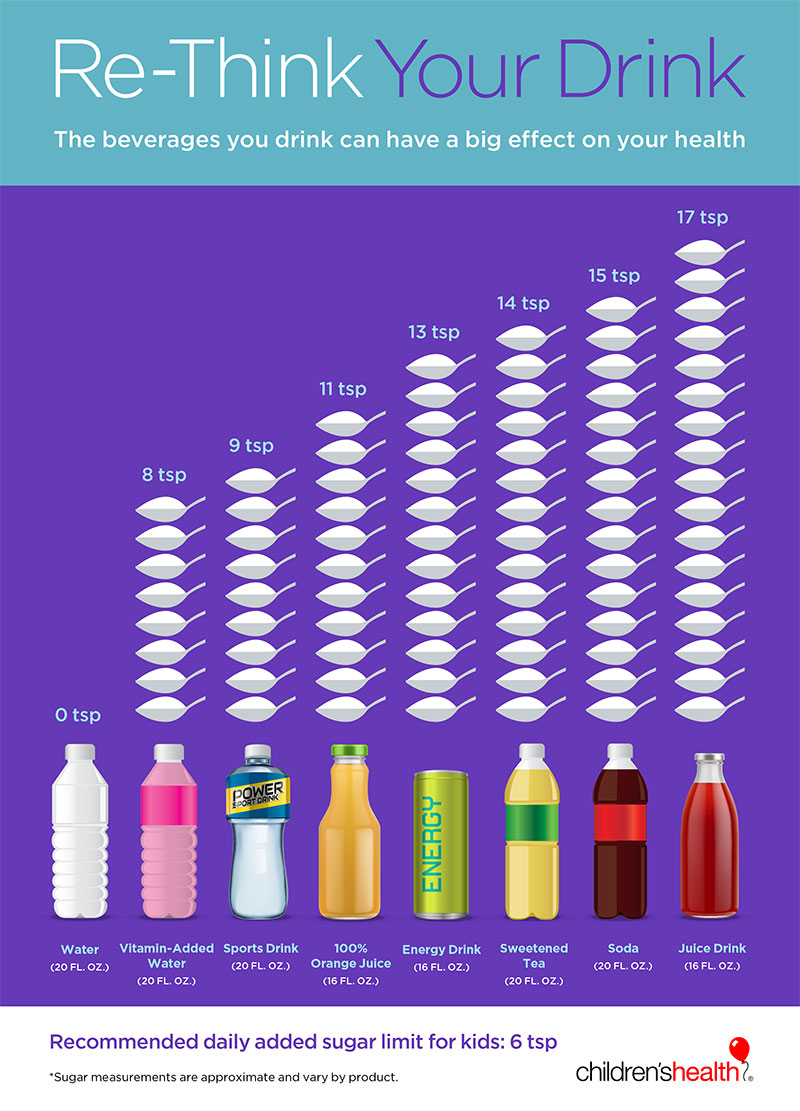 Re-Think Your Drink
The beverages you drink can have a big effect on your health
17 tsp
15 tsp
14 tsp
13 tsp
11 tsp
9 tsp
8 tsp
0 tsp
POWER
SPORT DRINK
ENERGY
Water
(20 FL. OZ.)
Vitamin-Added
Water
(20 FL. OZ.)
Sports Drink
(20 FL. OZ.)
100%
Orange Juice
(16 FL. OZ.)
Energy Drink
(16 FL. OZ.)
Sweetened
Tea
(20 FL. OZ.)
Soda
(20 FL. OZ.)
Juice Drink
(16 FL. OZ.)
Recommended daily added sugar limit for kids: 6 tsp
*Sugar measurements are approximate and vary by product.
children'shealth®